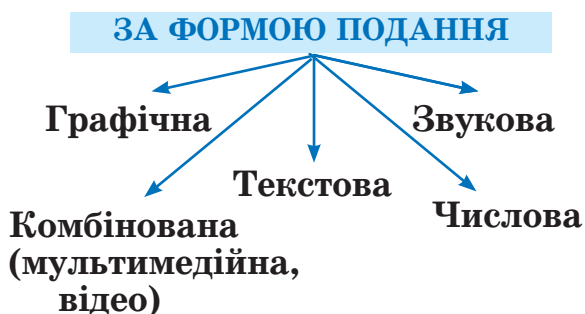 ЗА ФОРМОЮ ПОДАННЯ
Графічна
Звукова
Текстова
Числова
Комбінована
(мультимедійна,
відео)